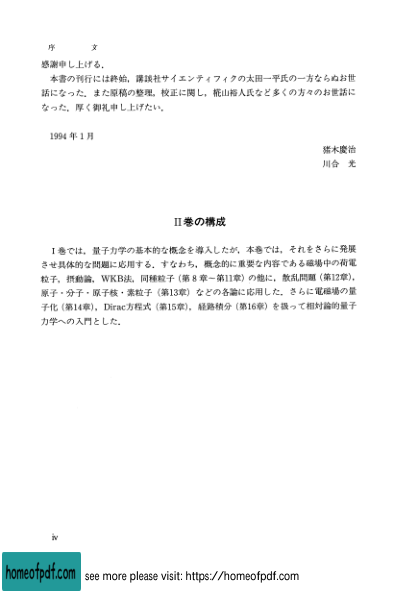 序　文
感謝申し上げる．
　本書の刊行には終始，講談社サイエンティフィクの太田一平氏の一方ならぬお世
話になった．また原稿の整理，校正に関し，椛山裕人氏など多くの方々のお世話に
なった．厚く御礼申し上げたい．
1994 年 1 月
猪木慶治
川合　光
II 巻の構成
　I 巻では，量子力学の基本的な概念を導入したが，本巻では，それをさらに発展
させ具体的な問題に応用する．すなわち，概念的に重要な内容である磁場中の荷電
粒子，摂動論，WKB法，同種粒子（第 8 章－第11章）の他に，散乱問題（第12章），
原子・分子・原子核・素粒子（第13章）などの各論に応用した．さらに電磁場の量
子化（第14章），Dirac方程式（第15章），経路積分（第16章）を扱って相対論的量子
力学への入門とした．
iv
homeofpdf.com
see more please visit: https://homeofpdf.com